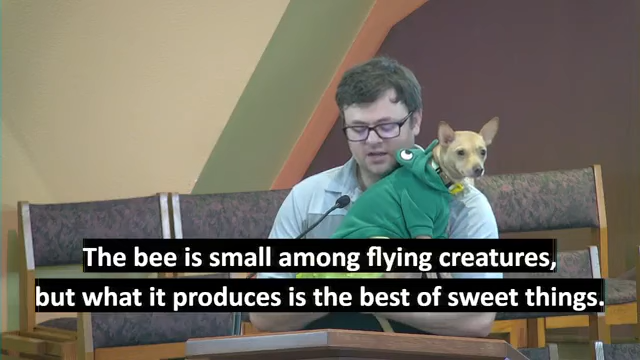 The bee is small among flying creatures,
but what it produces is the best of sweet things.